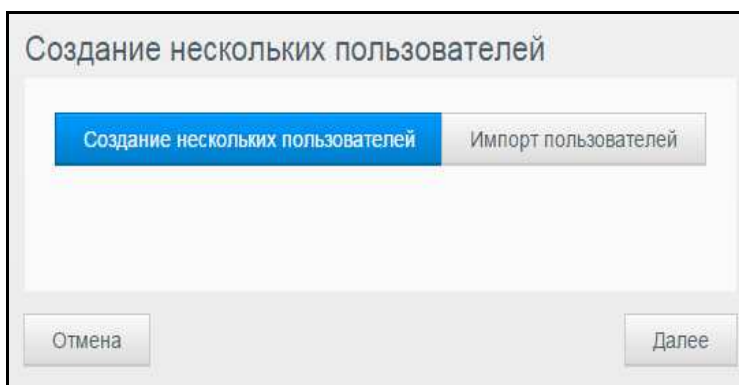 Создание нескольких пользователей
Создание нескольких пользователей Импорт пользователей
Отмена Далее